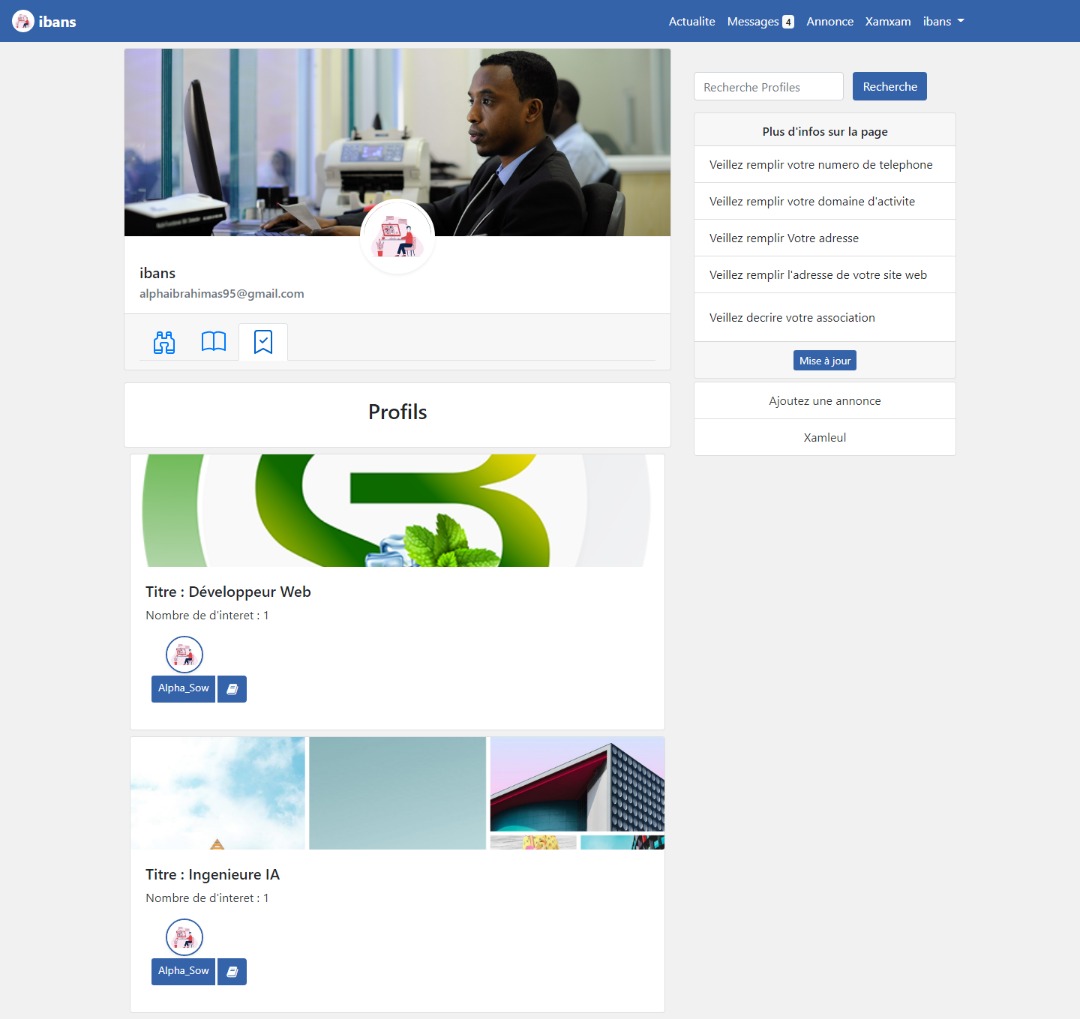 ibans
Actualite
Messages 4
Annonce
Xamxam
ibans
ibans
alphaibrahimas95@gmail.com
Profils
Titre : Développeur Web
Nombre de d'interet : 1
Alpha_Sow
Titre : Ingenieure IA
Nombre de d'interet : 1
Alpha_Sow
Recherche Profiles
Recherche
Plus d'infos sur la page
Veillez remplir votre numero de telephone
Veillez remplir votre domaine d'activite
Veillez remplir Votre adresse
Veillez remplir l'adresse de votre site web
Veillez decrire votre association
Mise à jour
Ajoutez une annonce
Xamleul